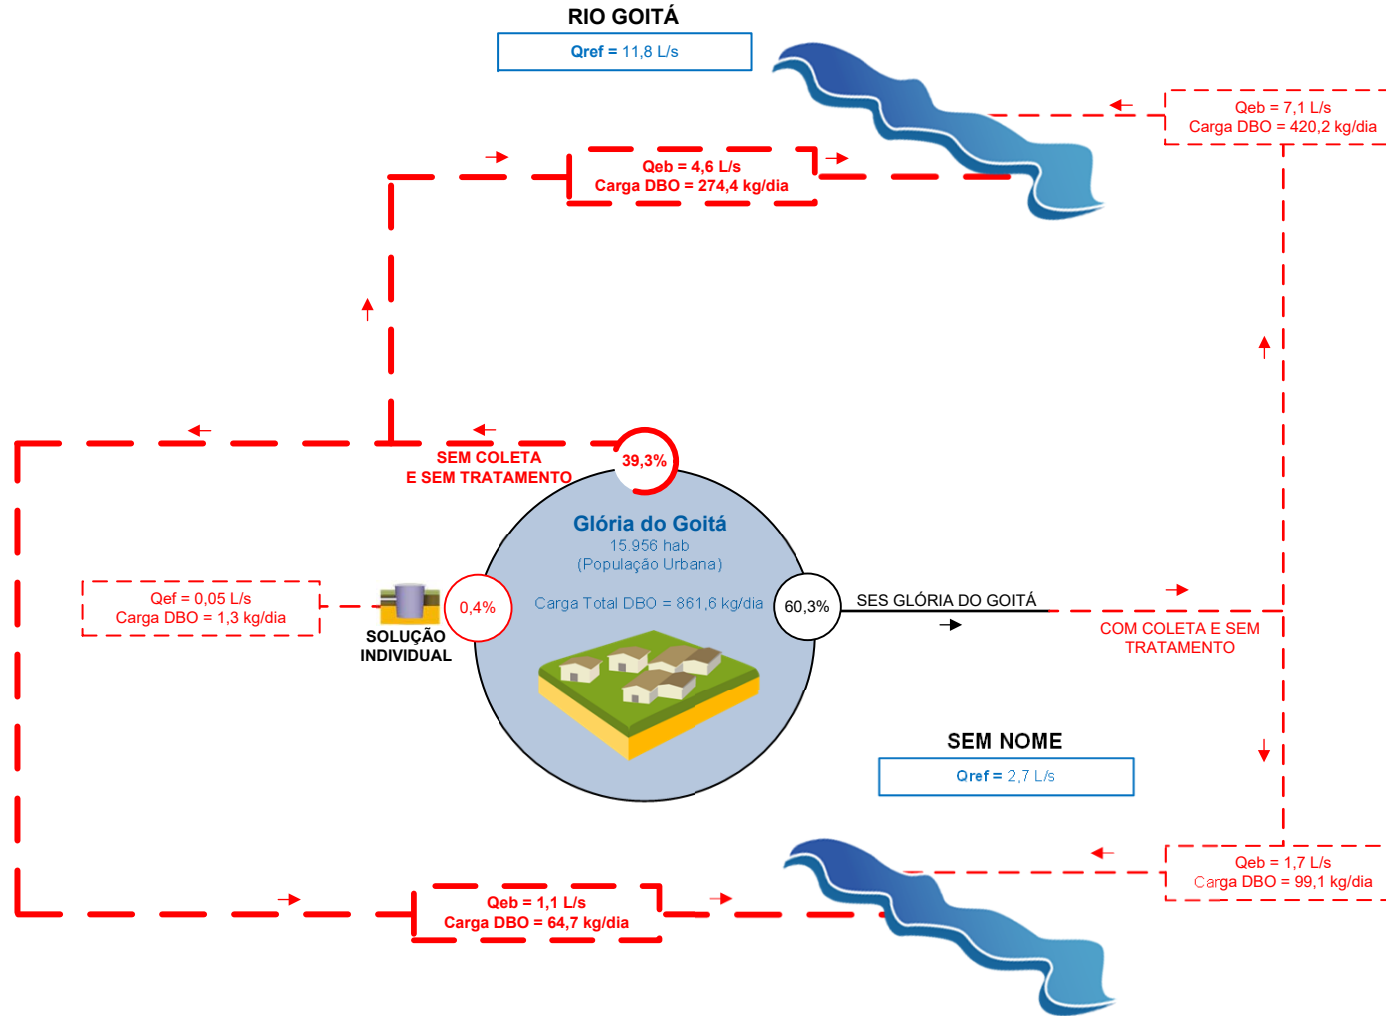 RIO GOITÁ
Qref = 11,8 L/s
Qeb = 7,1 L/s
Carga DBO = 420,2 kg/dia
Qeb = 4,6 L/s
Carga DBO = 274,4 kg/dia
SEM COLETA
E SEM TRATAMENTO
39,3%
Glória do Goitá
15.956 hab
(População Urbana)
Carga Total DBO = 861,6 kg/dia
Qef = 0,05 L/s
Carga DBO = 1,3 kg/dia
SOLUÇÃO
INDIVIDUAL
0,4%
60,3%
SES GLÓRIA DO GOITÁ
COM COLETA E SEM
TRATAMENTO
SEM NOME
Qref = 2,7 L/s
Qeb = 1,7 L/s
Carga DBO = 99,1 kg/dia
Qeb = 1,1 L/s
Carga DBO = 64,7 kg/dia